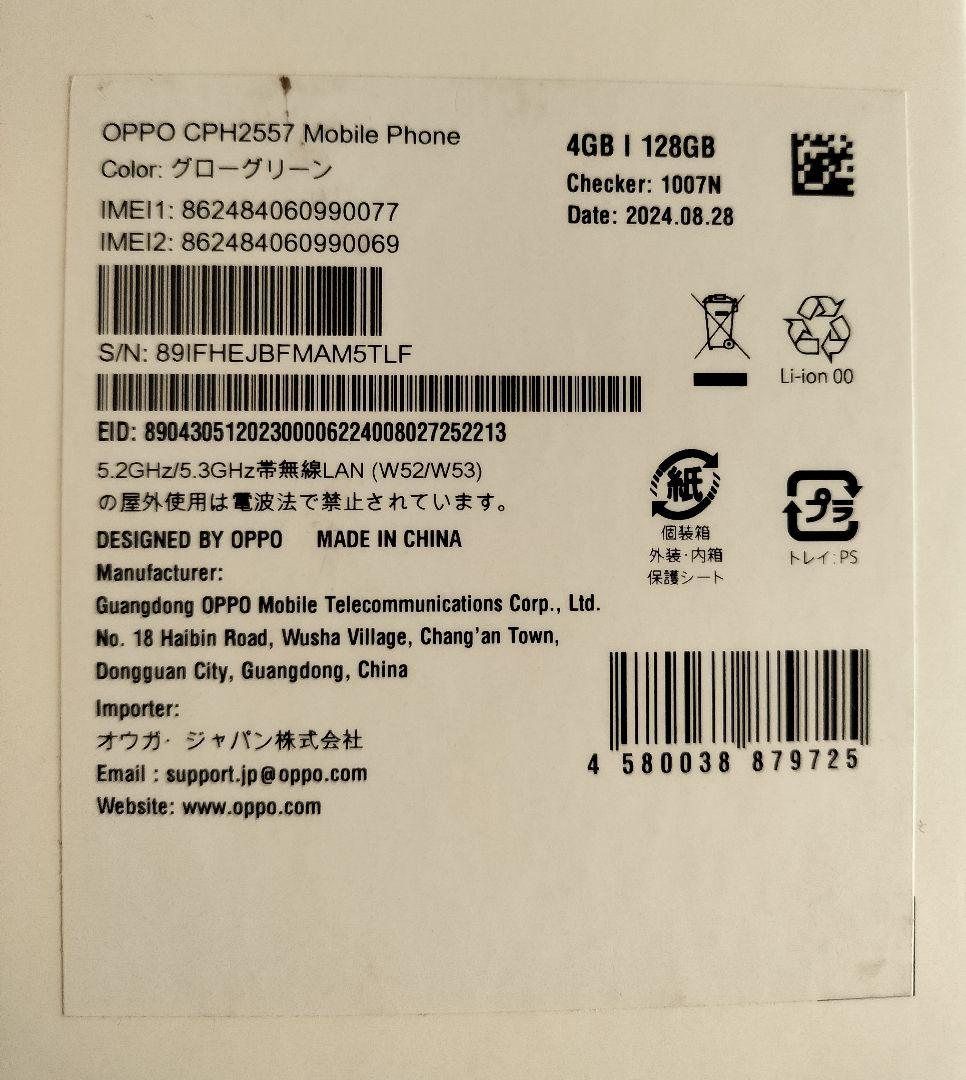 OPPO CPH2557 Mobile Phone
Color: グローグリーン
IMEI1: 862484060990077
IMEI2: 862484060990069
4GB | 128GB
Checker: 1007N
Date: 2024.08.28
S/N: 89IFHEJBFMAM5TLF
Li-ion 00
EID: 89043051202300006224008027252213
5.2GHz/5.3GHz帯無線LAN (W52/W53)
の屋外使用は電波法で禁止されています。
紙
個装箱
外装・内箱
保護シート
プラ
トレイ:PS
DESIGNED BY OPPO MADE IN CHINA
Manufacturer:
Guangdong OPPO Mobile Telecommunications Corp., Ltd.
No. 18 Haibin Road, Wusha Village, Chang'an Town,
Dongguan City, Guangdong, China
Importer:
オウガ・ジャパン株式会社
Email : support.jp@oppo.com
Website: www.oppo.com
4 580038 879725